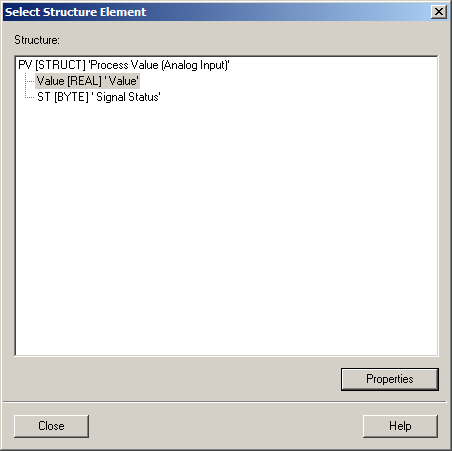 Select Structure Element
Structure:
PV [STRUCT] 'Process Value (Analog Input)'
Value [REAL] ' Value'
ST [BYTE] ' Signal Status'
Properties
Close
Help